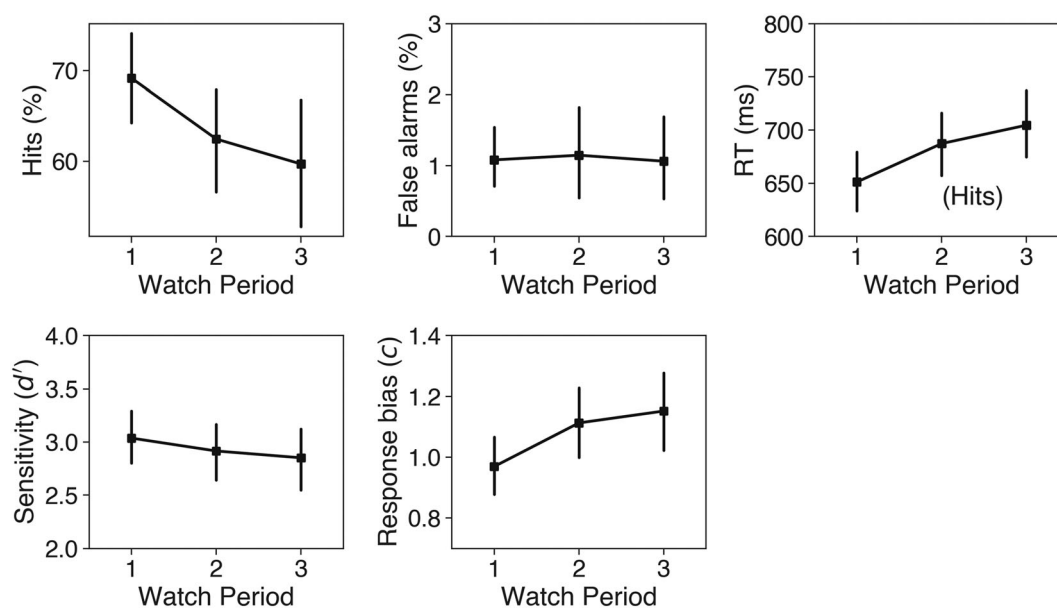 Hits (%)
70
60
1 2 3
Watch Period
False alarms (%)
3
2
1
0
1 2 3
Watch Period
RT (ms)
800
750
700
650
600
(Hits)
1 2 3
Watch Period
Sensitivity (d′)
4.0
3.5
3.0
2.5
2.0
1 2 3
Watch Period
Response bias (c)
1.4
1.2
1.0
0.8
1 2 3
Watch Period